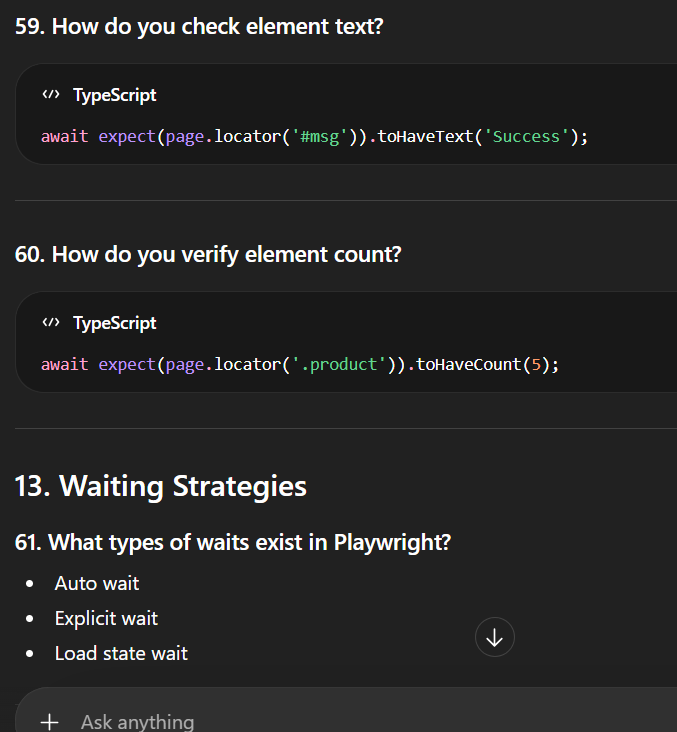 59. How do you check element text?
TypeScript
await expect(page.locator('#msg')).toHaveText('Success');
60. How do you verify element count?
TypeScript
await expect(page.locator('.product')).toHaveCount(5);
13. Waiting Strategies
61. What types of waits exist in Playwright?
• Auto wait
• Explicit wait
• Load state wait
Ask anything